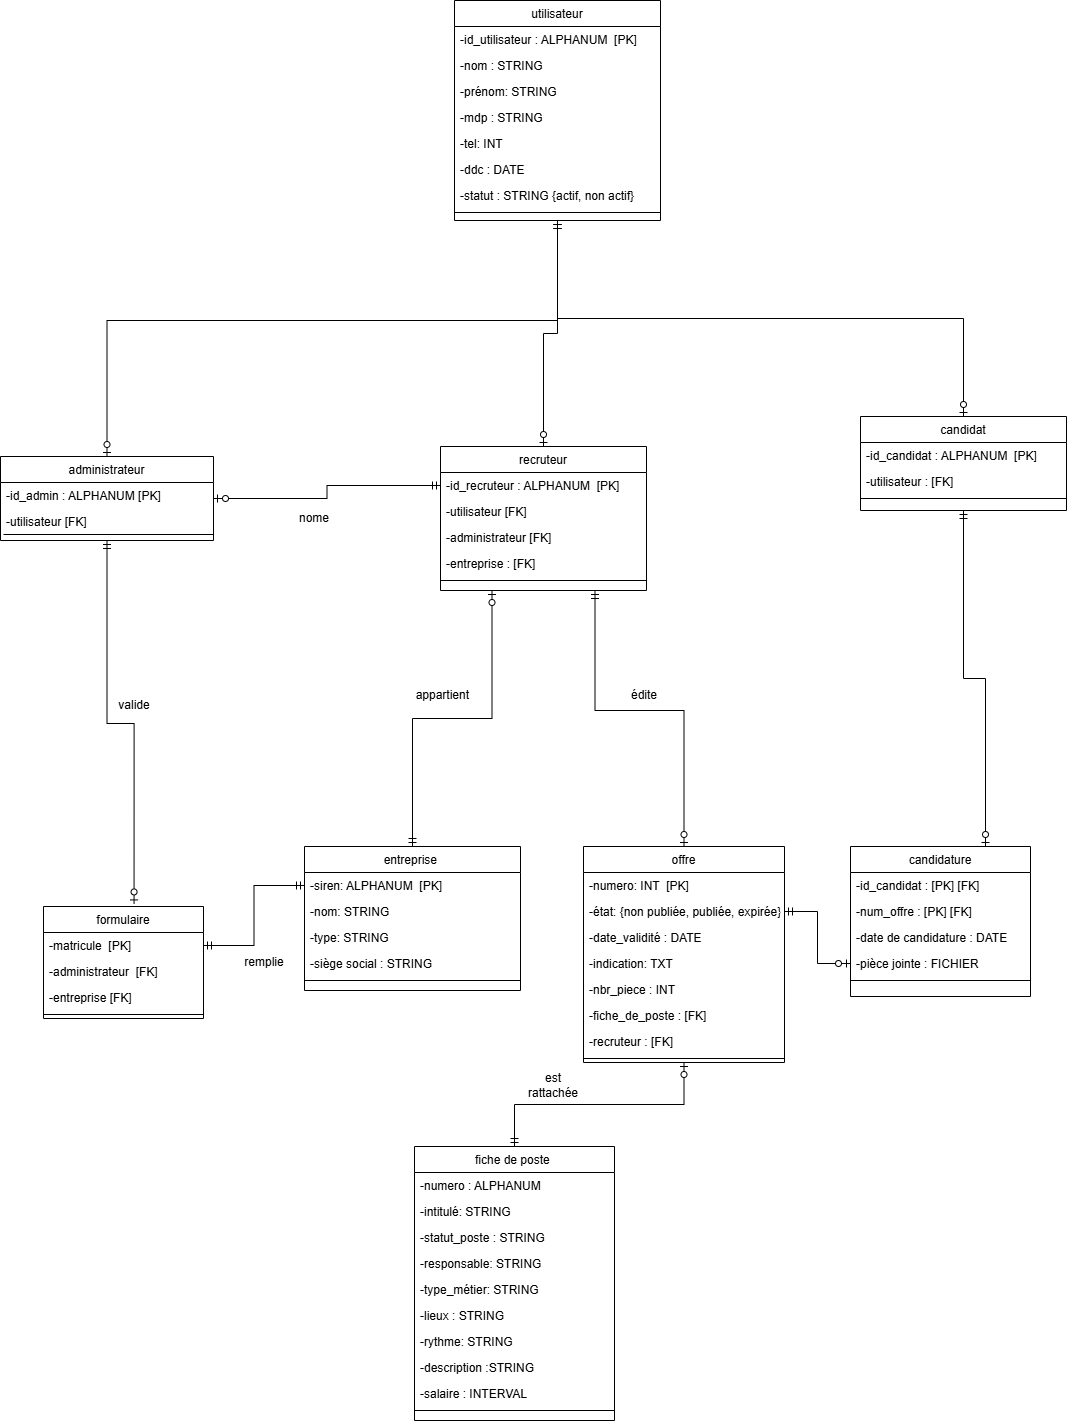 utilisateur
-id_utilisateur : ALPHANUM [PK]
-nom : STRING
-prénom: STRING
-mdp : STRING
-tel: INT
-ddc : DATE
-statut : STRING {actif, non actif}
administrateur
-id_admin : ALPHANUM [PK]
-utilisateur [FK]
nome
recruteur
-id_recruteur : ALPHANUM [PK]
-utilisateur [FK]
-administrateur [FK]
-entreprise : [FK]
candidat
-id_candidat : ALPHANUM [PK]
-utilisateur : [FK]
valide
appartient
édite
formulaire
-matricule [PK]
-administrateur [FK]
-entreprise [FK]
remplie
entreprise
-siren: ALPHANUM [PK]
-nom: STRING
-type: STRING
-siège social : STRING
offre
-numero: INT [PK]
-état: {non publiée, publiée, expirée}
-date_validité : DATE
-indication: TXT
-nbr_piece : INT
-fiche_de_poste : [FK]
-recruteur : [FK]
candidature
-id_candidat : [PK] [FK]
-num_offre : [PK] [FK]
-date de candidature : DATE
-pièce jointe : FICHIER
est
rattachée
fiche de poste
-numero : ALPHANUM
-intitulé: STRING
-statut_poste : STRING
-responsable: STRING
-type_métier: STRING
-lieux : STRING
-rythme: STRING
-description :STRING
-salaire : INTERVAL